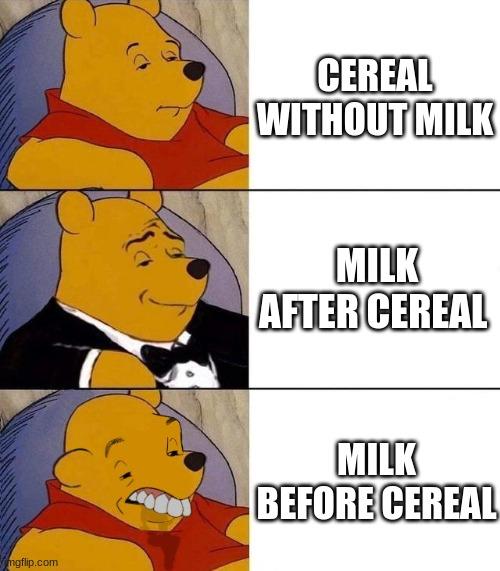 CEREAL
WITHOUT MILK
MILK
AFTER CEREAL
MILK
BEFORE CEREAL
imgflip.com